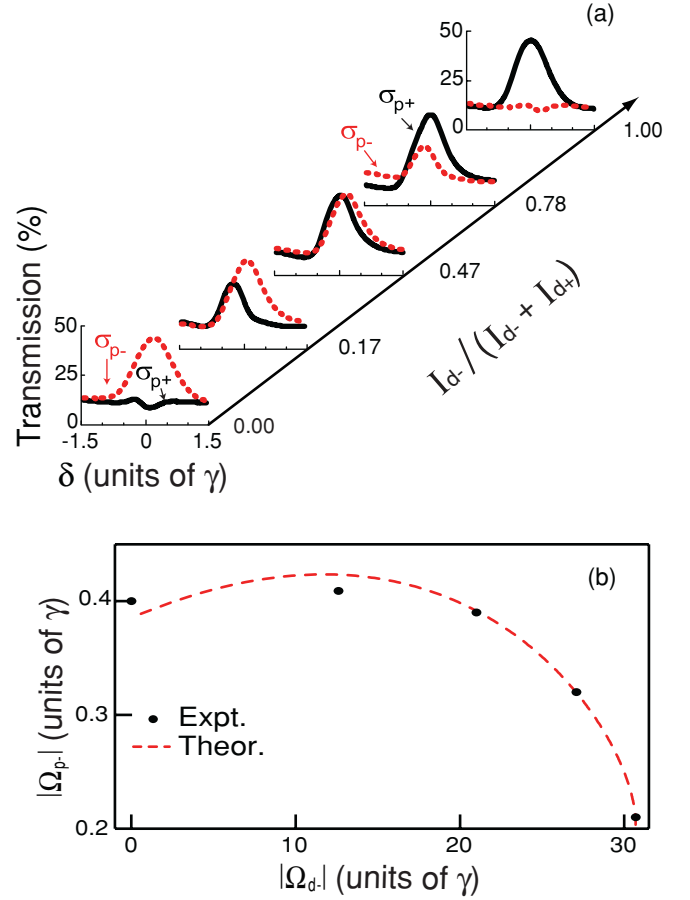 (a)
50
25
0
1.00
σp+
σp-
0.78
0.47
0.17
Transmission (%)
50
25
0
σp-
σp+
-1.5
0
1.5
0.00
δ (units of γ)
Id-/(Id- + Id+)
(b)
0.4
0.3
0.2
|Ωp-| (units of γ)
Expt.
Theor.
0
10
20
30
|Ωd-| (units of γ)